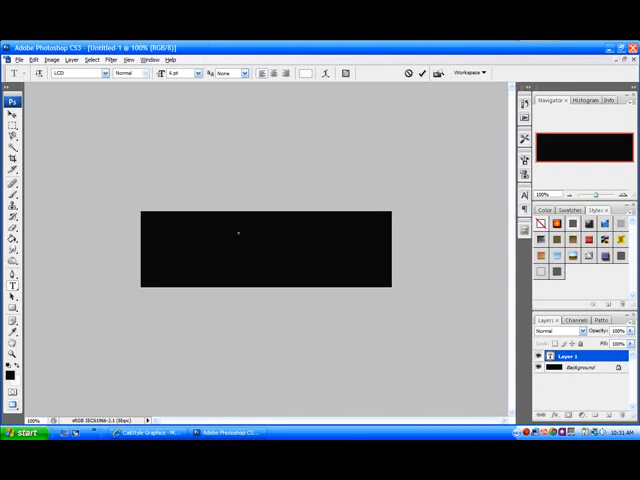 Adobe Photoshop CS3 - [Untitled-1 @ 100% (RGB/8)]
File Edit Image Layer Select Filter View Window Help
T LCD Normal 6 pt None Workspace
Ps
Navigator Histogram Info
100%
Color Swatches Styles
Layers Channels Paths
Normal Opacity: 100%
Lock: Fill: 100%
T Layer 1
Background
100% sRGB IEC61966-2.1 (8bpc)
start CaliStyle Graphics - M... Adobe Photoshop CS... 10:31 AM